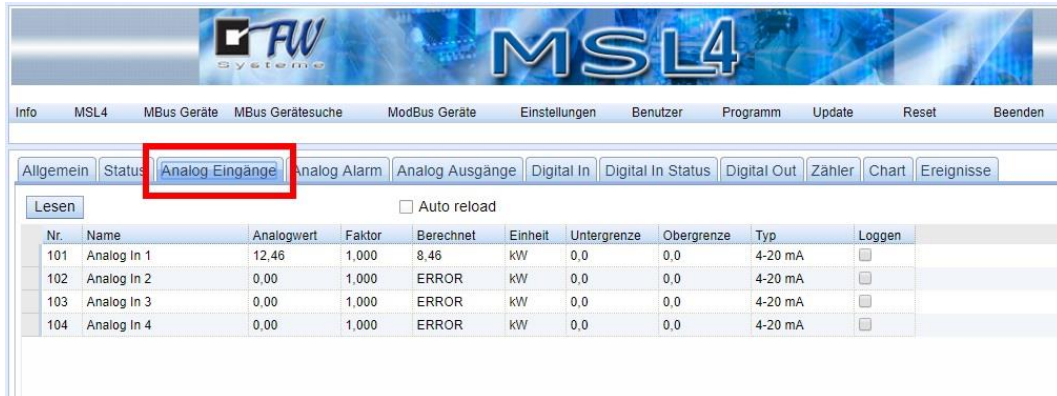 FW
Systeme
MSL4
Info MSL4 MBus Geräte MBus Gerätesuche ModBus Geräte Einstellungen Benutzer Programm Update Reset Beenden
Allgemein Status Analog Eingänge Analog Alarm Analog Ausgänge Digital In Digital In Status Digital Out Zähler Chart Ereignisse
Lesen Auto reload
Nr. Name Analogwert Faktor Berechnet Einheit Untergrenze Obergrenze Typ Loggen
101 Analog In 1 12,46 1,000 8,46 kW 0,0 0,0 4-20 mA
102 Analog In 2 0,00 1,000 ERROR kW 0,0 0,0 4-20 mA
103 Analog In 3 0,00 1,000 ERROR kW 0,0 0,0 4-20 mA
104 Analog In 4 0,00 1,000 ERROR kW 0,0 0,0 4-20 mA